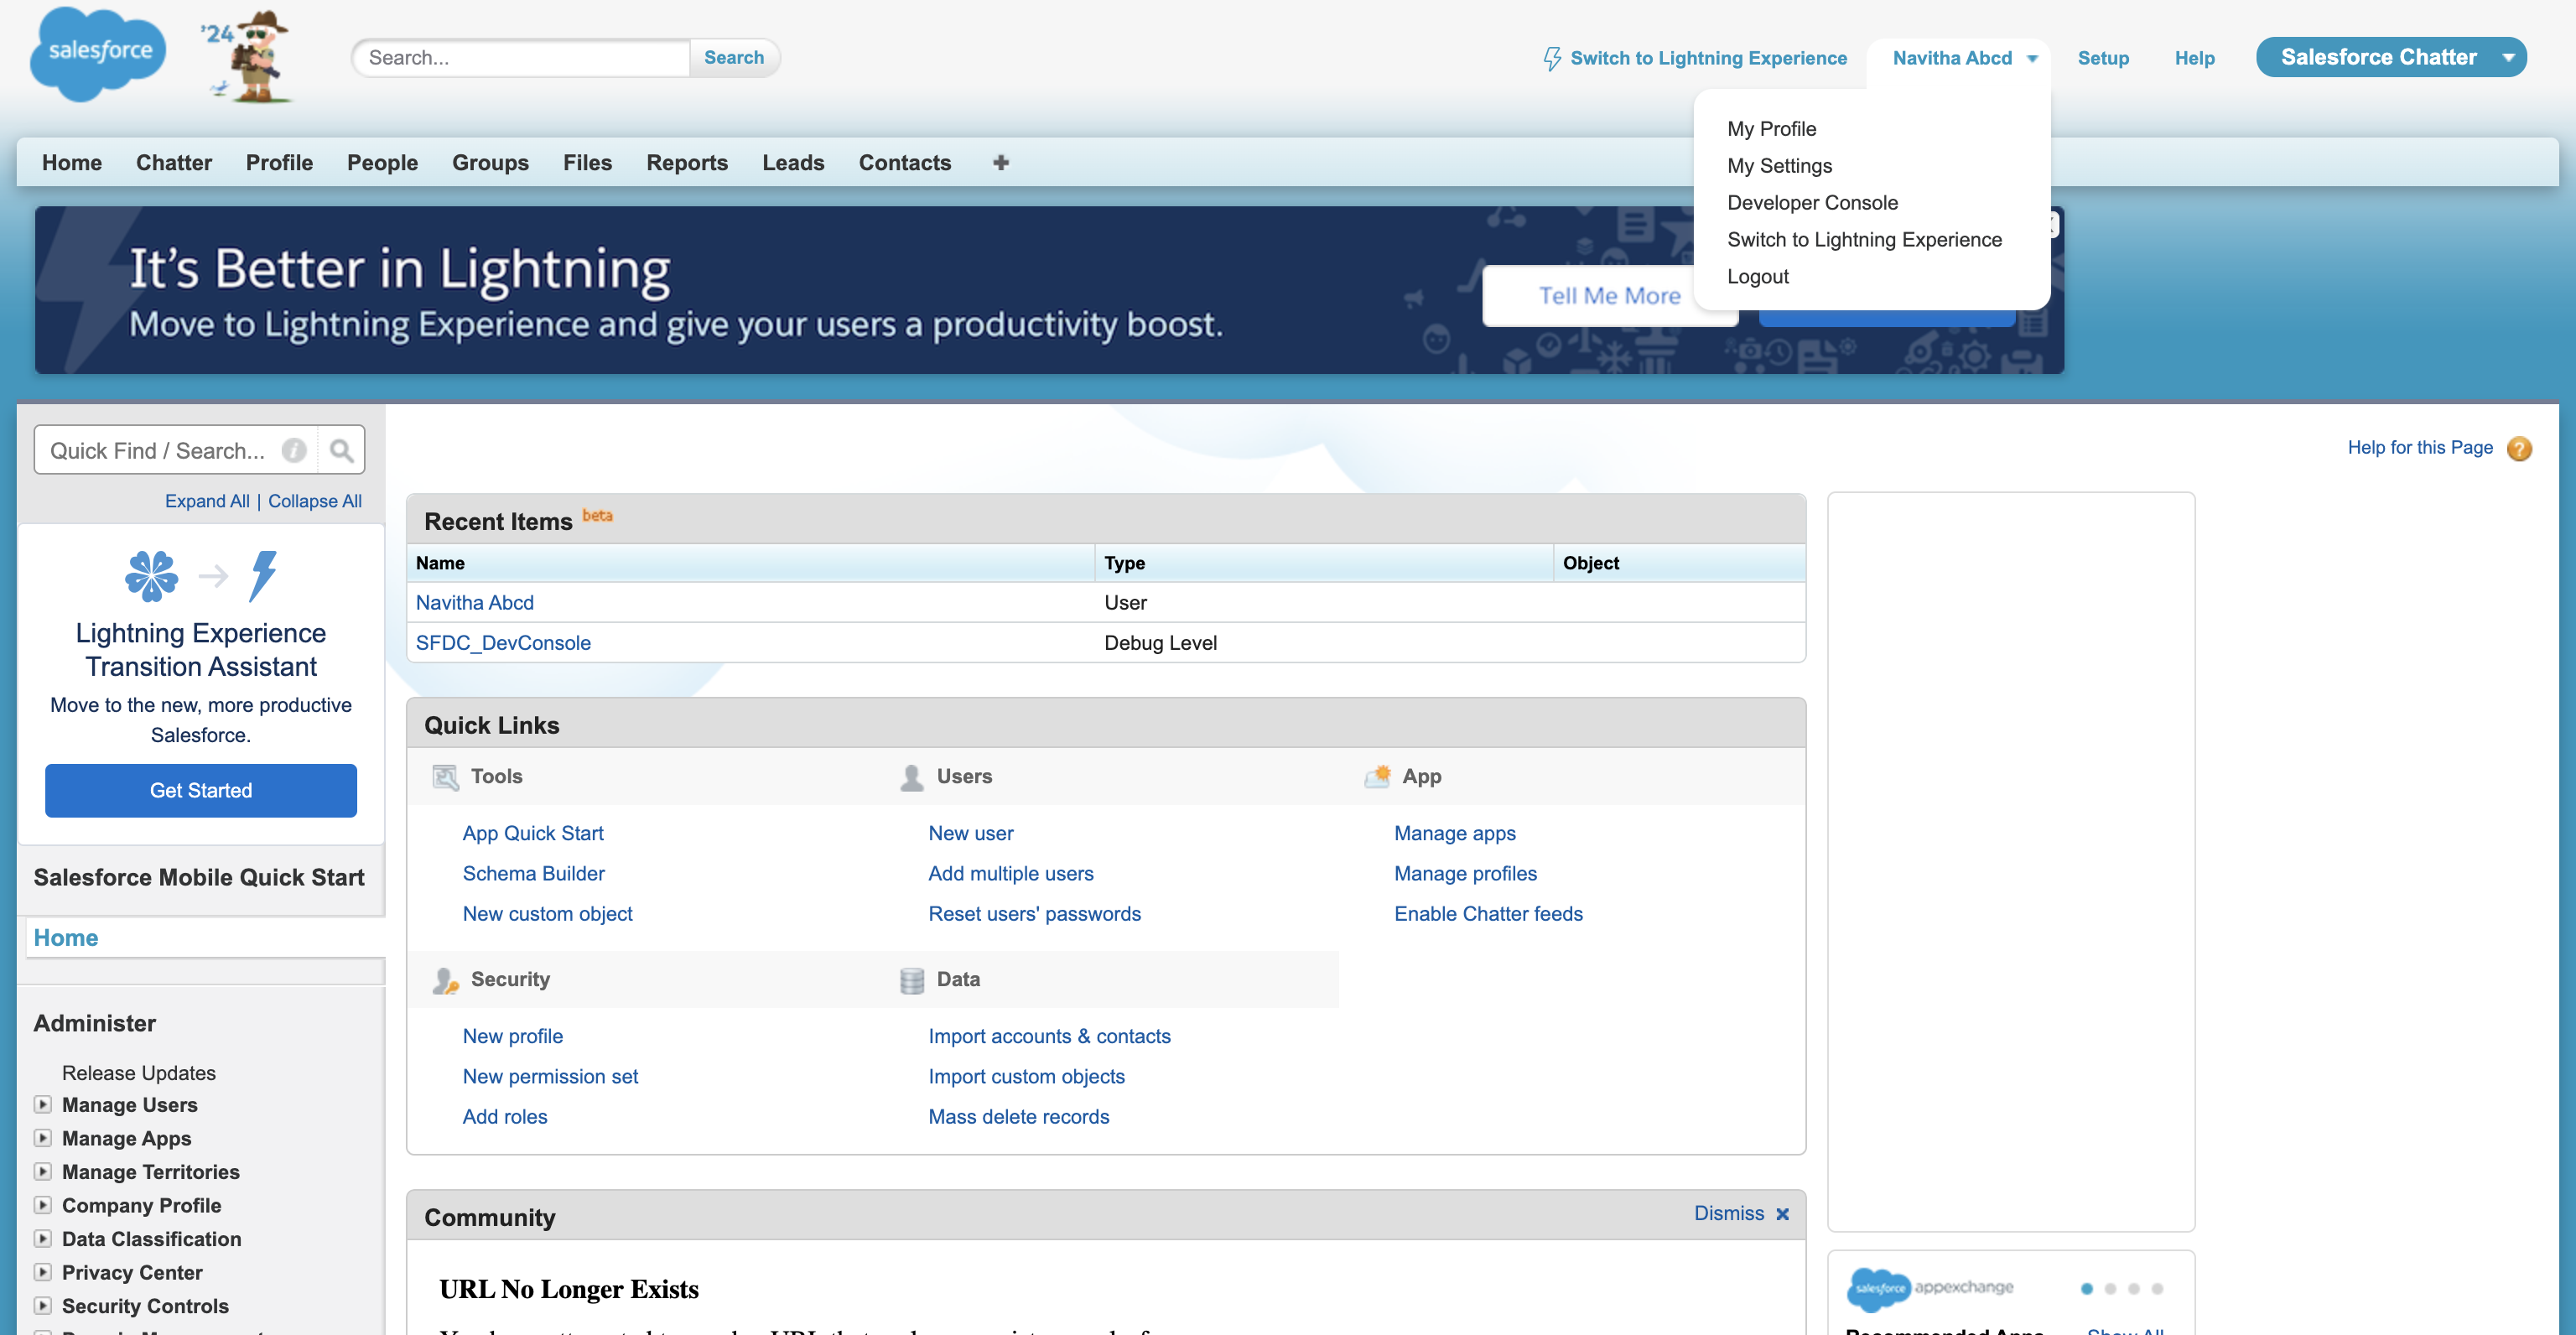 salesforce
'24
Search...
Search
Switch to Lightning Experience
Navitha Abcd
Setup
Help
Salesforce Chatter
My Profile
My Settings
Developer Console
Switch to Lightning Experience
Logout
Home
Chatter
Profile
People
Groups
Files
Reports
Leads
Contacts
It's Better in Lightning
Move to Lightning Experience and give your users a productivity boost.
Tell Me More
Quick Find / Search...
Expand All | Collapse All
Lightning Experience
Transition Assistant
Move to the new, more productive
Salesforce.
Get Started
Salesforce Mobile Quick Start
Home
Administer
Release Updates
Manage Users
Manage Apps
Manage Territories
Company Profile
Data Classification
Privacy Center
Security Controls
Help for this Page
Recent Items beta
Name Type Object
Navitha Abcd User
SFDC_DevConsole Debug Level
Quick Links
Tools
App Quick Start
Schema Builder
New custom object
Users
New user
Add multiple users
Reset users' passwords
App
Manage apps
Manage profiles
Enable Chatter feeds
Security
New profile
New permission set
Add roles
Data
Import accounts & contacts
Import custom objects
Mass delete records
Community
Dismiss
URL No Longer Exists
salesforce appexchange
Recommended Apps
Show All